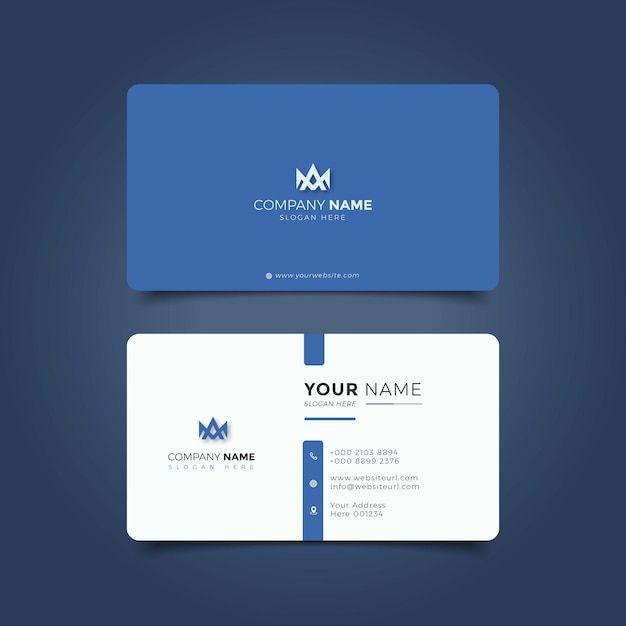 COMPANY NAME
SLOGAN HERE
www.yourwebsite.com
COMPANY NAME
SLOGAN HERE
YOUR NAME
SLOGAN HERE
+000 2103 8894
+000 8899 2376
www.websiteurl.com
info@websiteurl.com
Your Address
Here 001234